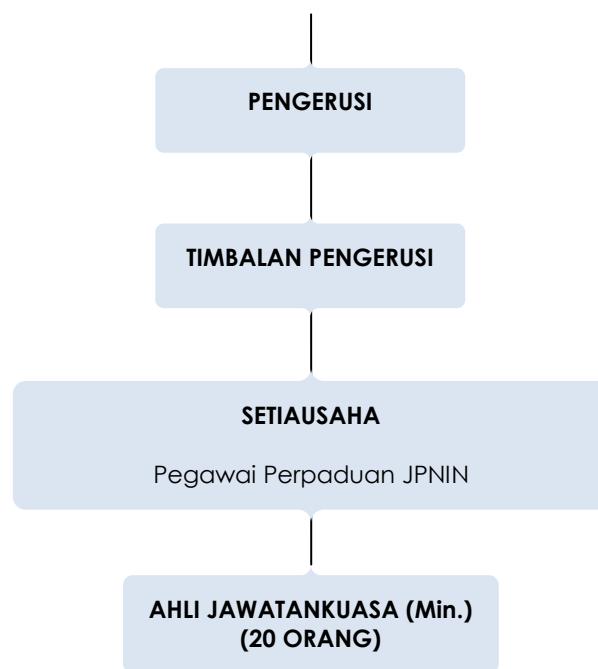 PENGERUSI
TIMBALAN PENGERUSI
SETIAUSAHA
Pegawai Perpaduan JPNIN
AHLI JAWATANKUASA (Min.)
(20 ORANG)